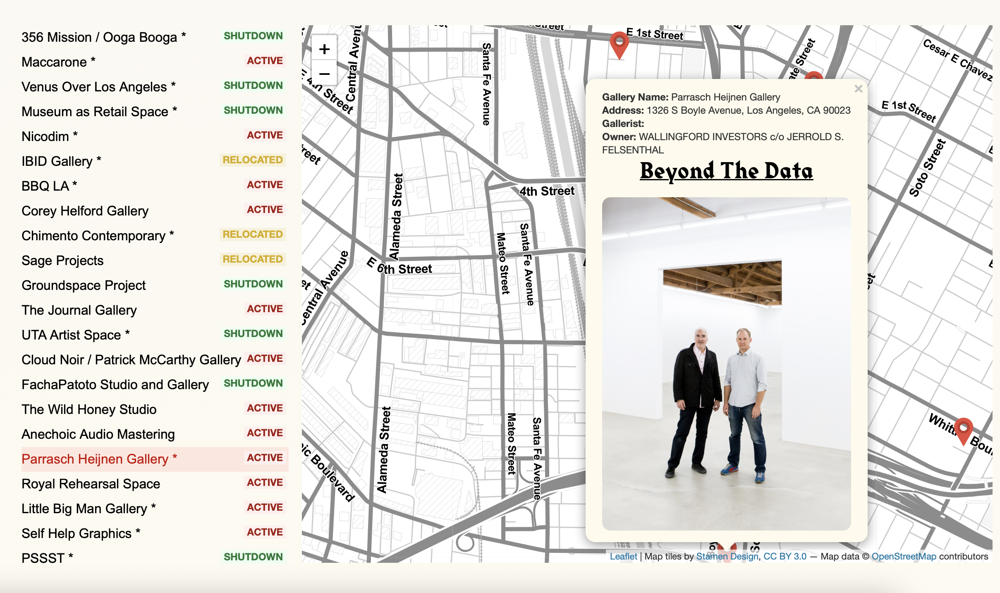 356 Mission / Ooga Booga * SHUTDOWN
Maccarone * ACTIVE
Venus Over Los Angeles * SHUTDOWN
Museum as Retail Space * SHUTDOWN
Nicodim * ACTIVE
IBID Gallery * RELOCATED
BBQ LA * ACTIVE
Corey Helford Gallery ACTIVE
Chimento Contemporary * RELOCATED
Sage Projects RELOCATED
Groundspace Project SHUTDOWN
The Journal Gallery ACTIVE
UTA Artist Space * SHUTDOWN
Cloud Noir / Patrick McCarthy Gallery ACTIVE
FachaPatoto Studio and Gallery SHUTDOWN
The Wild Honey Studio ACTIVE
Anechoic Audio Mastering ACTIVE
Parrasch Heijnen Gallery * ACTIVE
Royal Rehearsal Space ACTIVE
Little Big Man Gallery * ACTIVE
Self Help Graphics * ACTIVE
PSSST * SHUTDOWN
+
−
E 1st Street
Santa Fe Avenue
E 4th Street
Cesar E Chavez
E 1st Street
Soto Street
Alameda Street
4th Street
E 6th Street
Mateo Street
Santa Fe Avenue
Central Avenue
Alameda Street
Mateo Street
Santa Fe Avenue
Boulevard
×
Gallery Name: Parrasch Heijnen Gallery
Address: 1326 S Boyle Avenue, Los Angeles, CA 90023
Gallerist:
Owner: WALLINGFORD INVESTORS c/o JERROLD S.
FELSENTHAL
Beyond The Data
Leaflet | Map tiles by Stamen Design, CC BY 3.0 — Map data © OpenStreetMap contributors